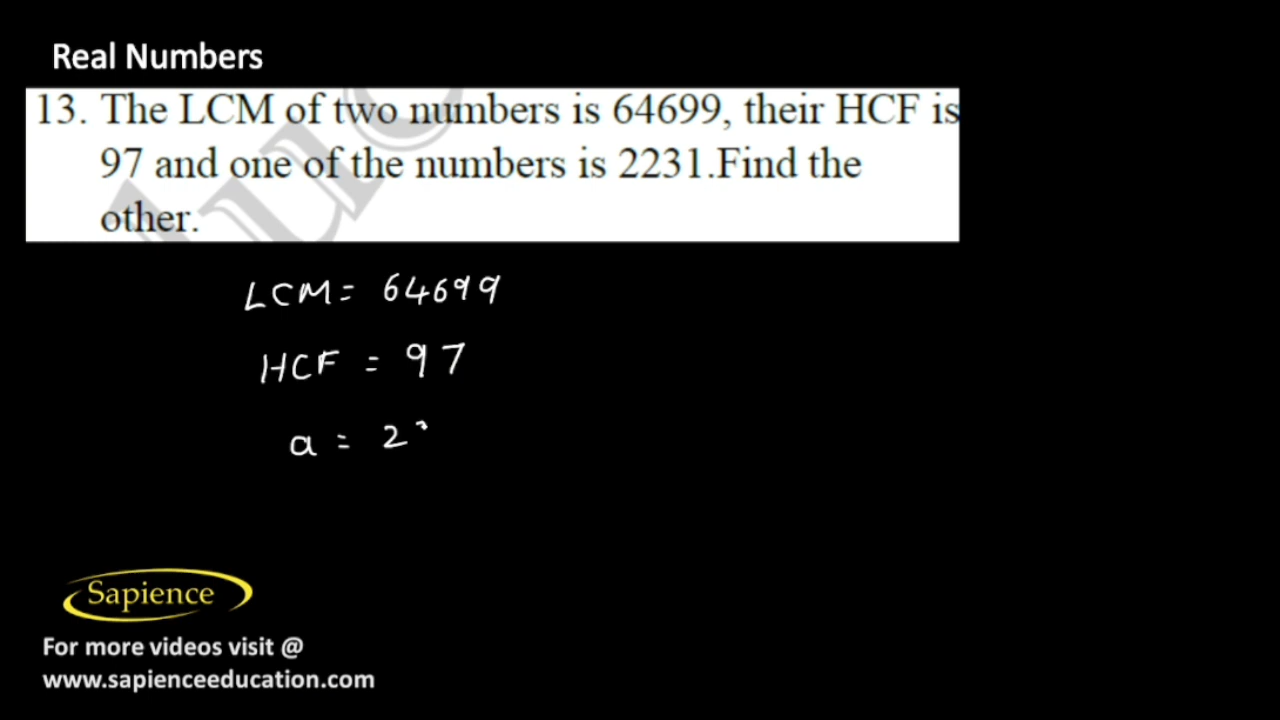 Real Numbers
13. The LCM of two numbers is 64699, their HCF is
97 and one of the numbers is 2231.Find the
other.
LCM = 64699
HCF = 97
a = 2
Sapience
For more videos visit @
www.sapienceeducation.com